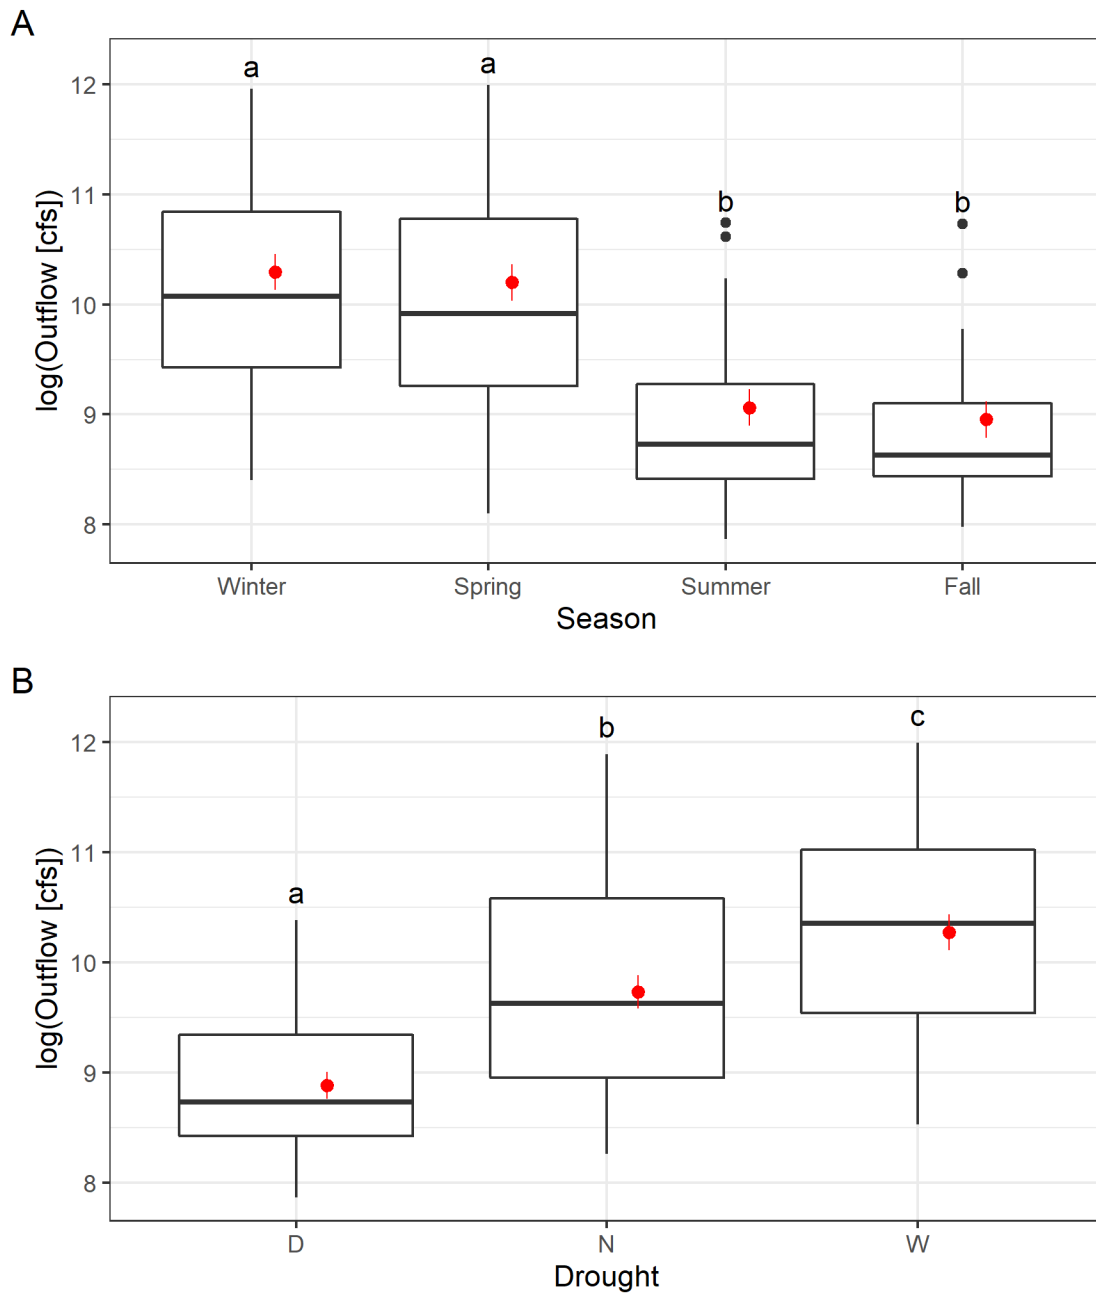 A
a a
12
11
b b
10
9
8
log(Outflow [cfs])
Winter Spring Summer Fall
Season
B
c
b
12
11
a
10
9
8
log(Outflow [cfs])
D N W
Drought